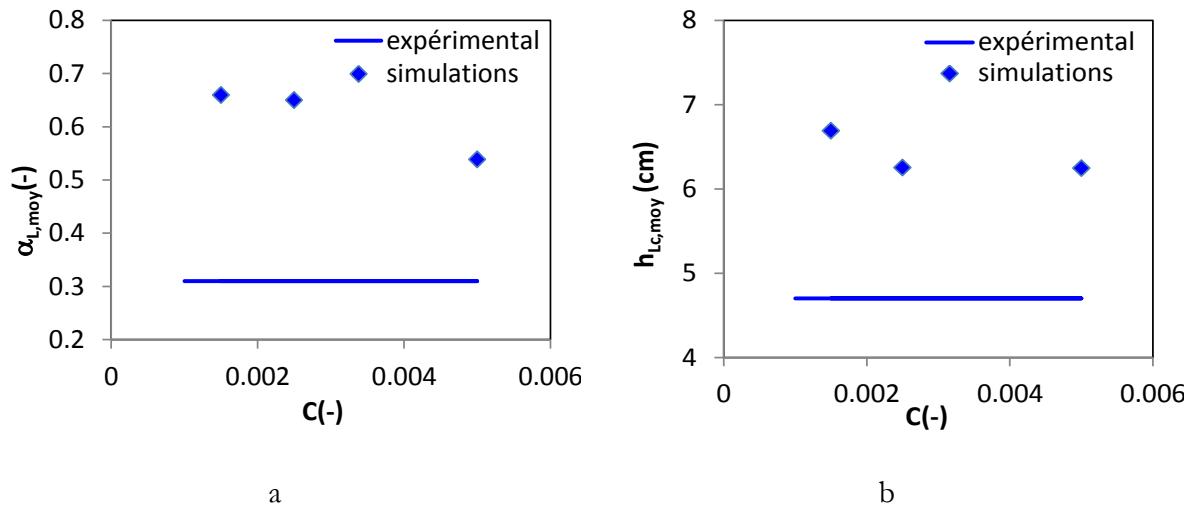 0.8
0.7
0.6
0.5
0.4
0.3
0.2
αL,moy(-)
expérimental
simulations
0
0.002
0.004
0.006
C(-)
a
8
7
6
5
4
hLc,moy (cm)
expérimental
simulations
0
0.002
0.004
0.006
C(-)
b